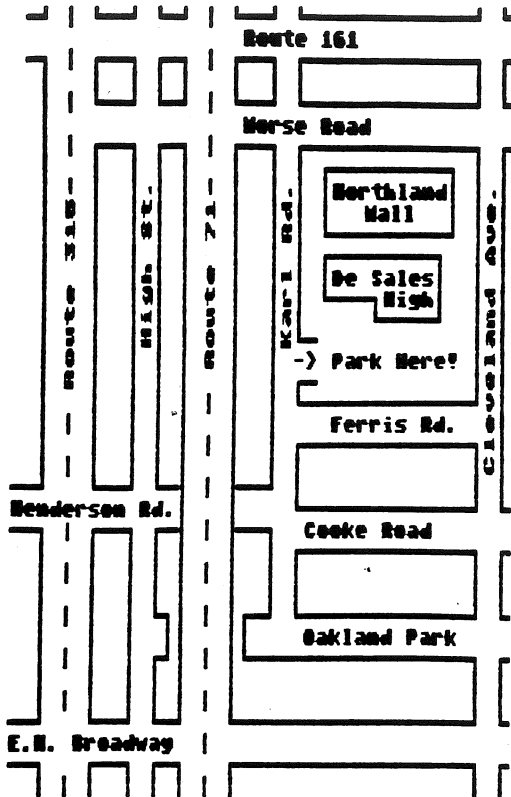 Route 161
Morse Road
Northland
Mall
De Sales
High
Route 315
High St.
Route 71
Karl Rd.
Cleveland Ave.
-> Park Here!
Ferris Rd.
Henderson Rd.
Cooke Road
Oakland Park
E.N. Broadway